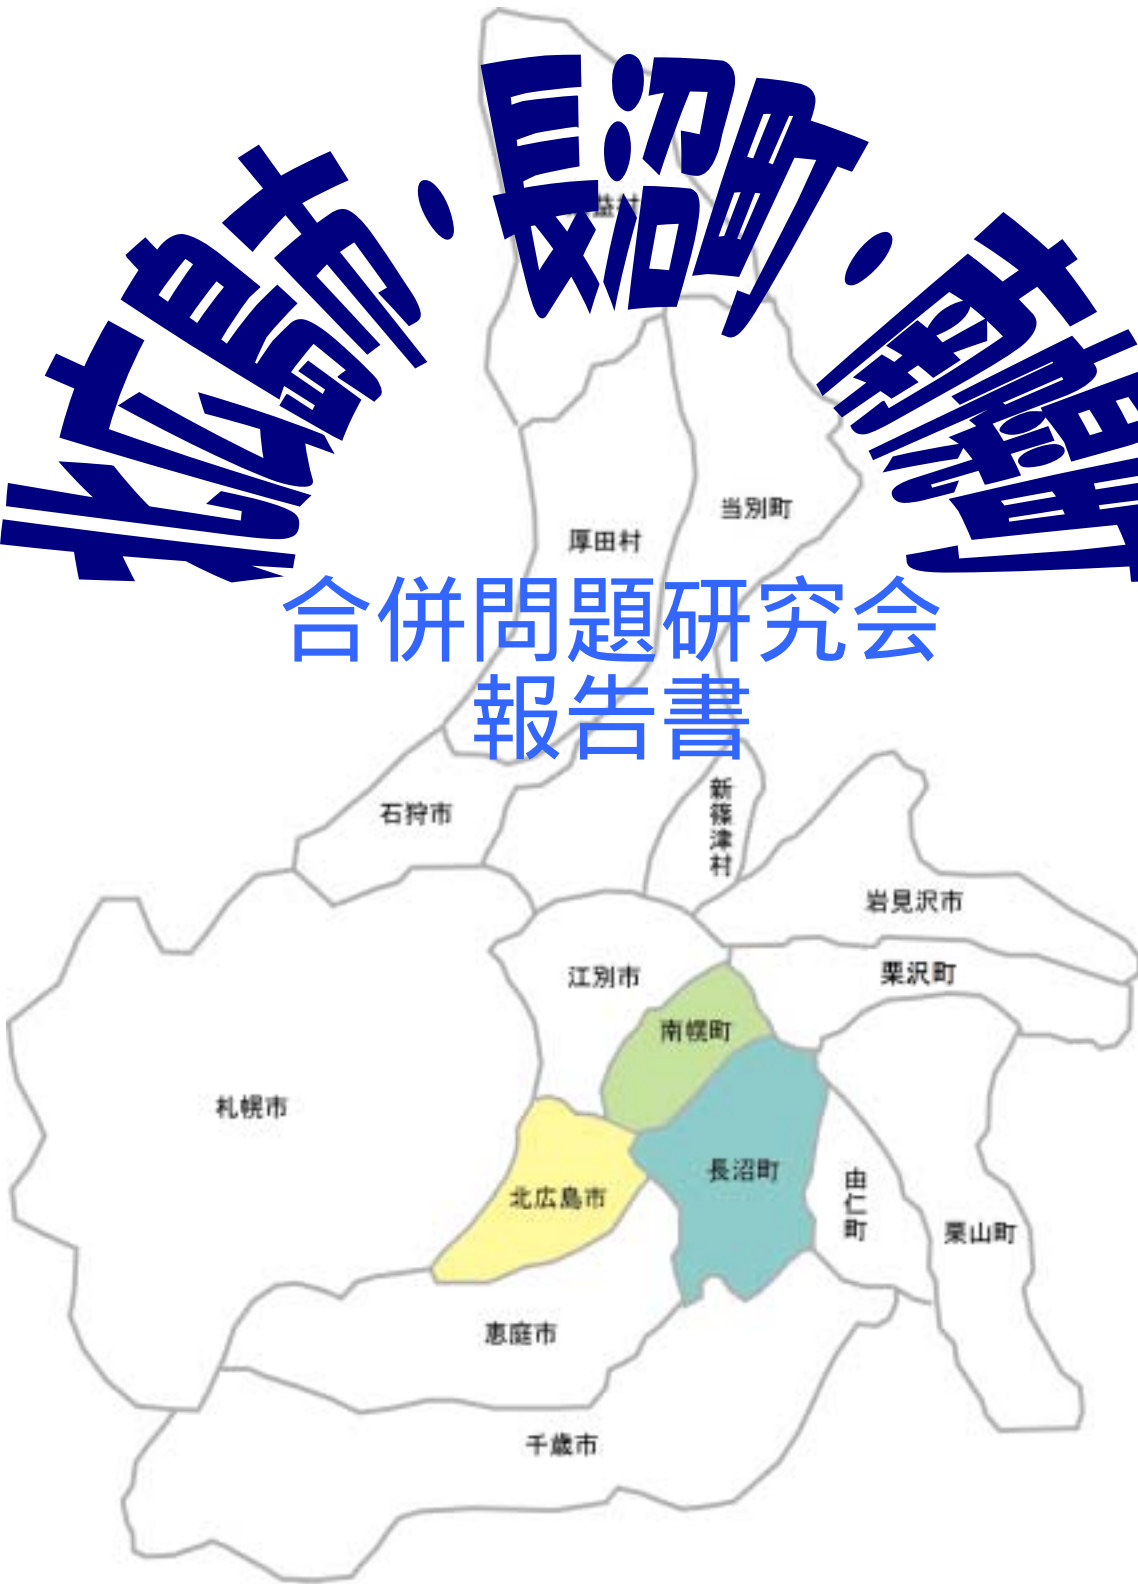 北広島市・長沼町・南幌町
合併問題研究会
報告書
当別町
厚田村
石狩市
新篠津村
岩見沢市
江別市
栗沢町
南幌町
札幌市
長沼町
北広島市
由仁町
栗山町
恵庭市
千歳市